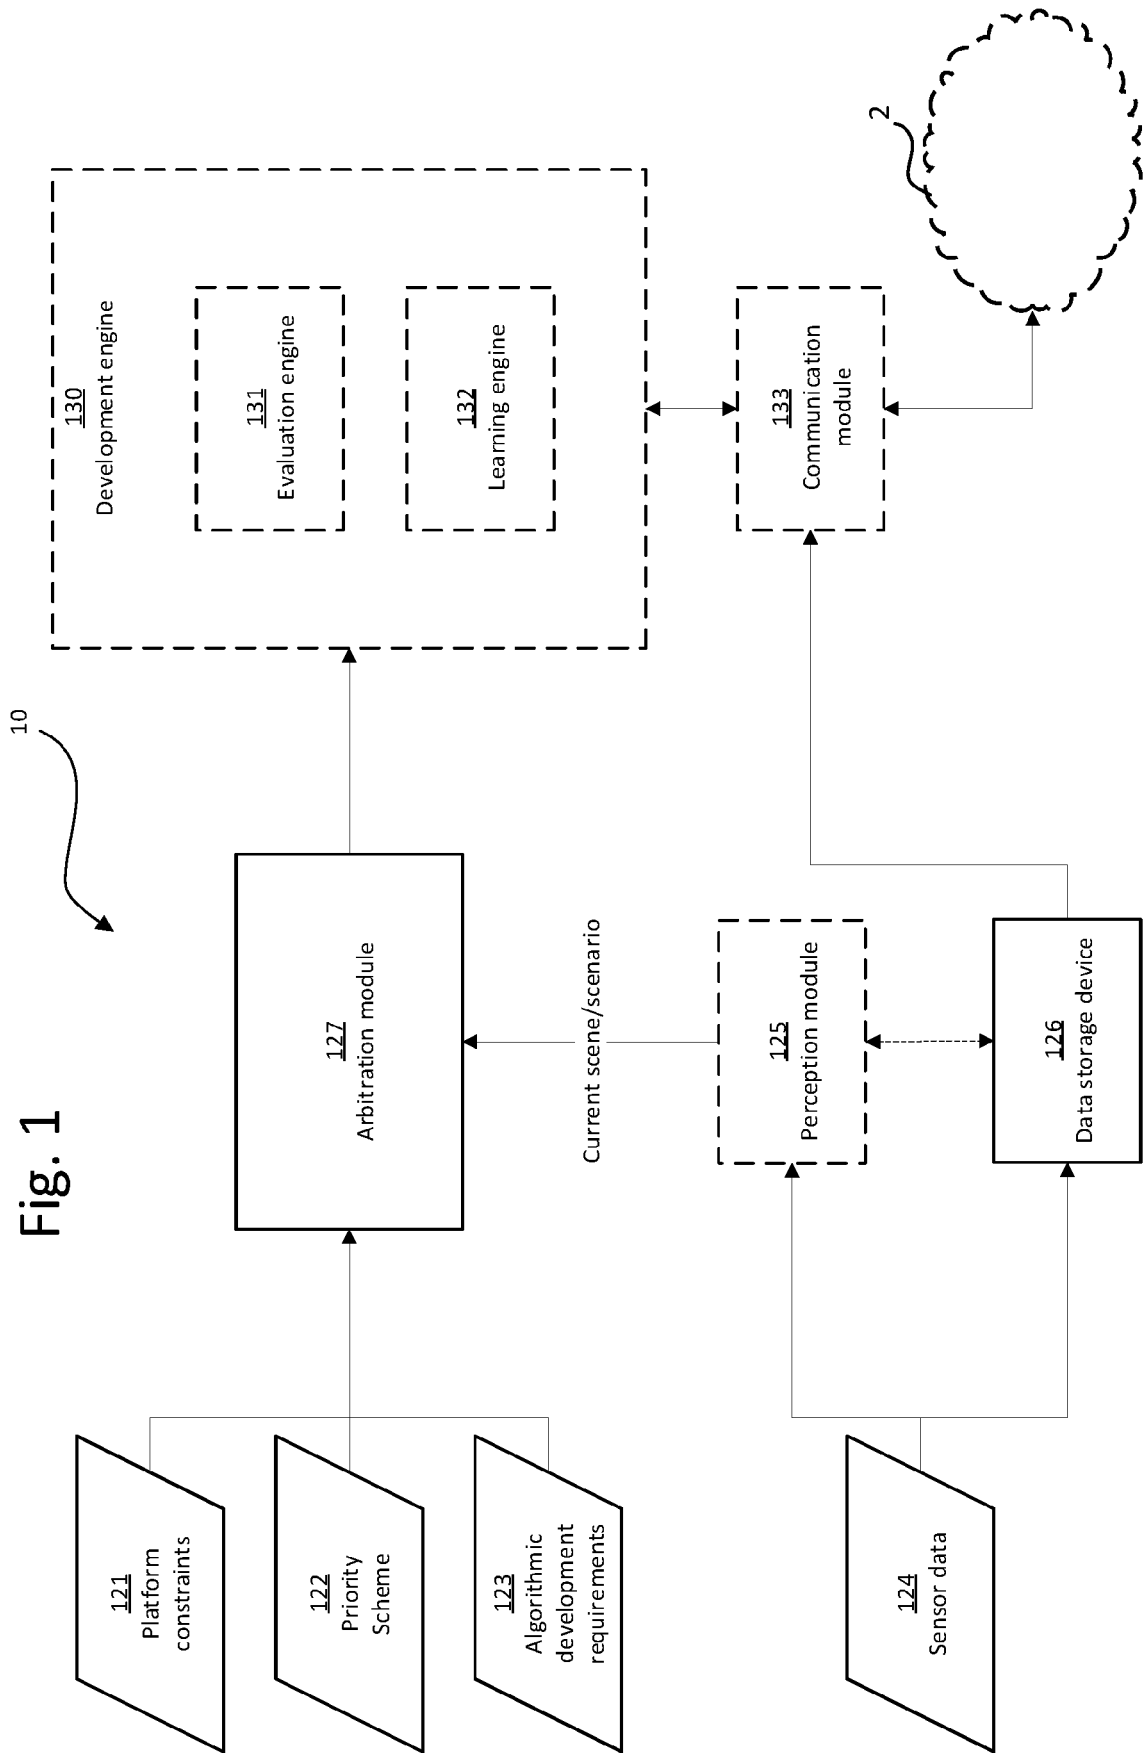 Fig. 1
10
121
Platform
constraints
122
Priority
Scheme
123
Algorithmic
development
requirements
127
Arbitration module
130
Development engine
131
Evaluation engine
132
Learning engine
Current scene/scenario
124
Sensor data
125
Perception module
126
Data storage device
133
Communication
module
2